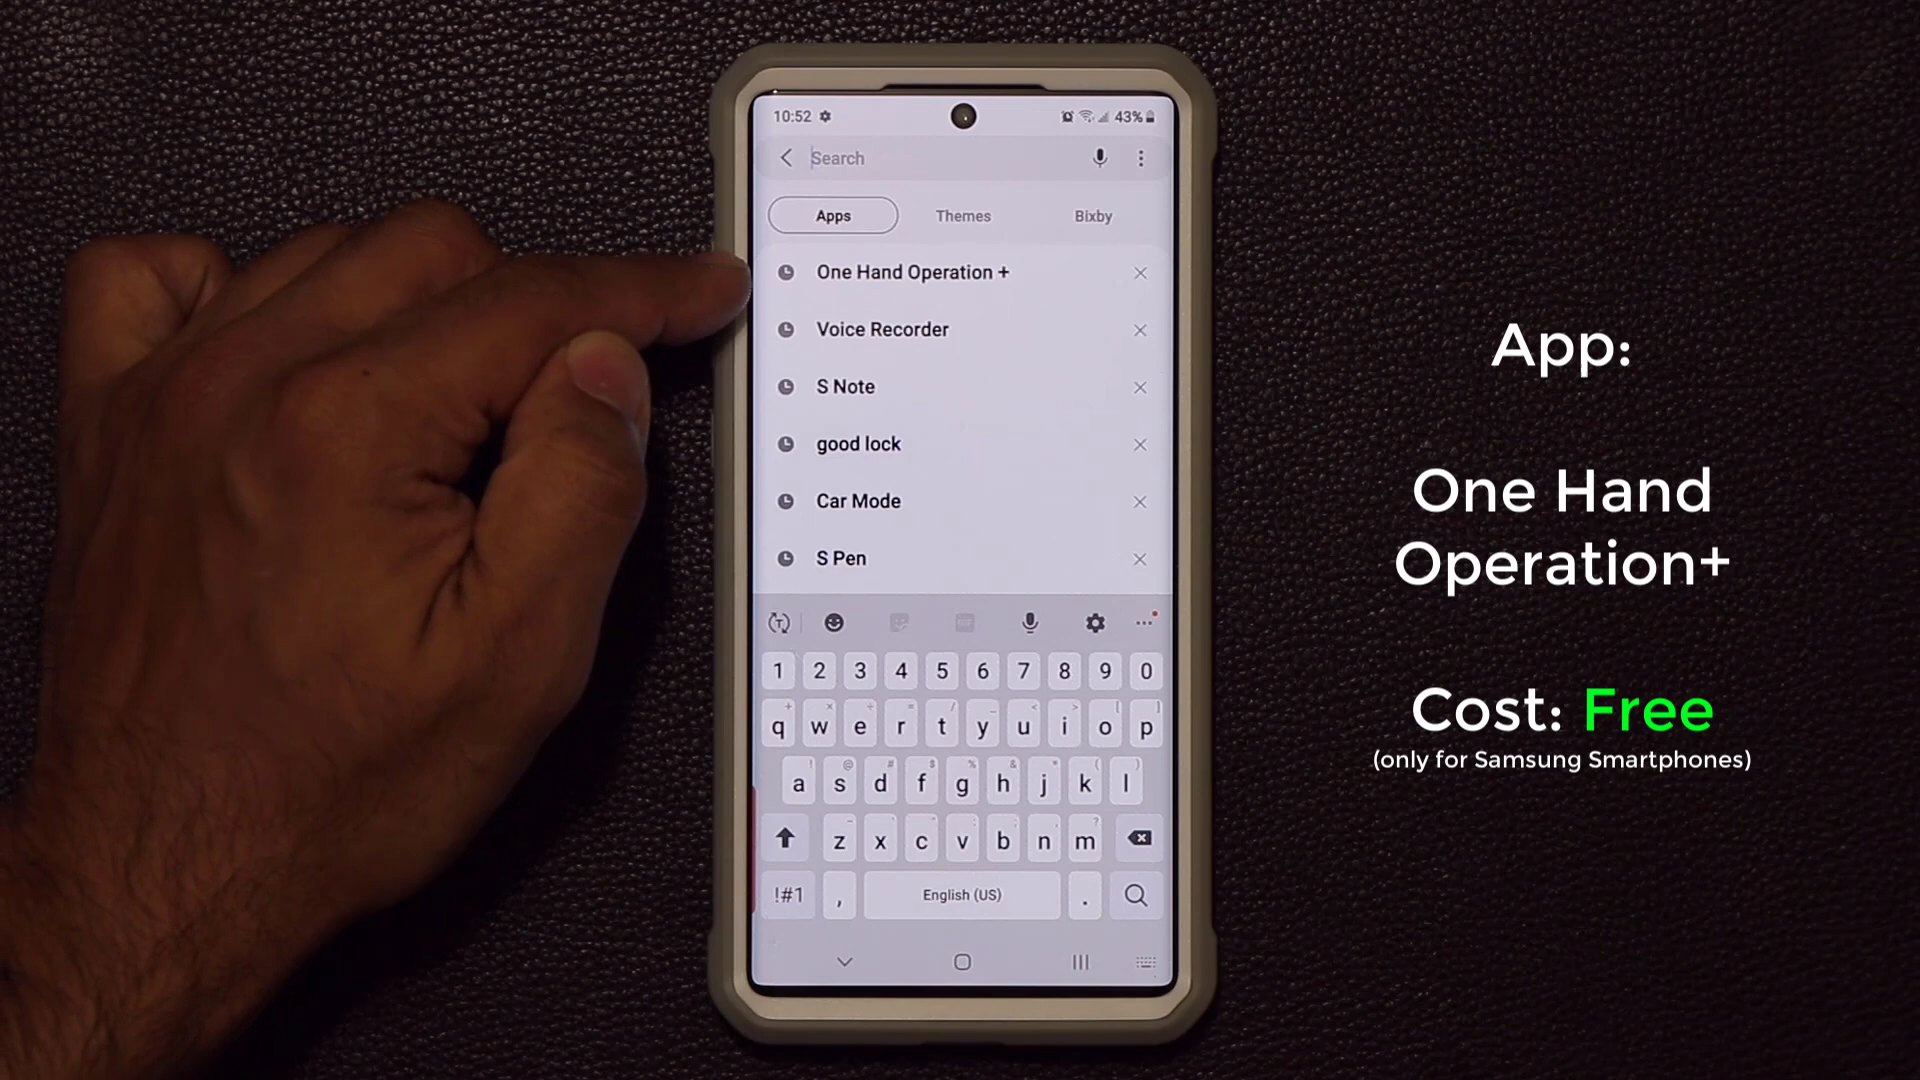 10:52
43%
Search
Apps
Themes
Bixby
One Hand Operation +
Voice Recorder
S Note
good lock
Car Mode
S Pen
1 2 3 4 5 6 7 8 9 0
q w e r t y u i o p
a s d f g h j k l
z x c v b n m
!#1 , English (US) .
App:
One Hand
Operation+
Cost: Free
(only for Samsung Smartphones)